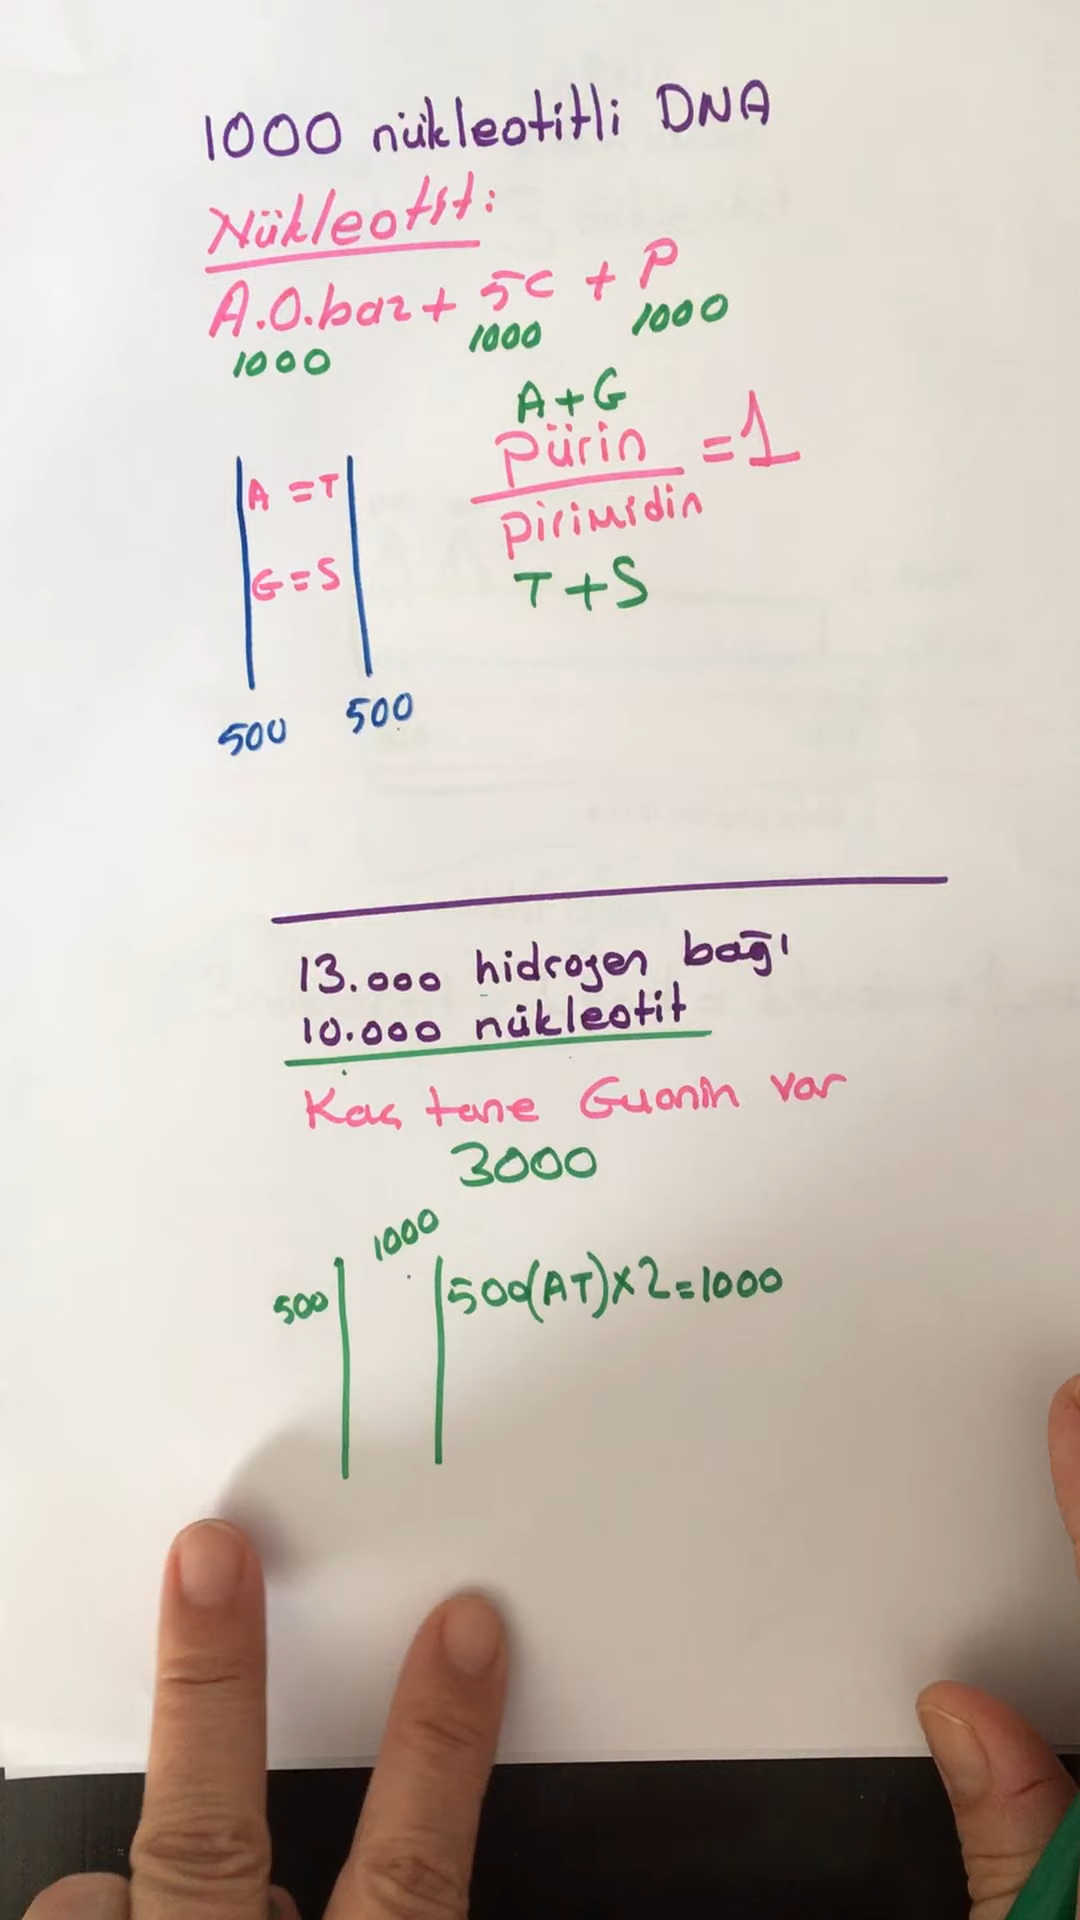 1000 nükleotitli DNA
Nükleotit:
A.O.baz + 5C + P
1000 1000 1000
A+G
pürin = 1
pirimidin
T+S
A = T
G = S
500 500
13.000 hidrojen bağı
10.000 nükleotit
Kaç tane Guanin var
3000
1000
500 500(AT)x2=1000